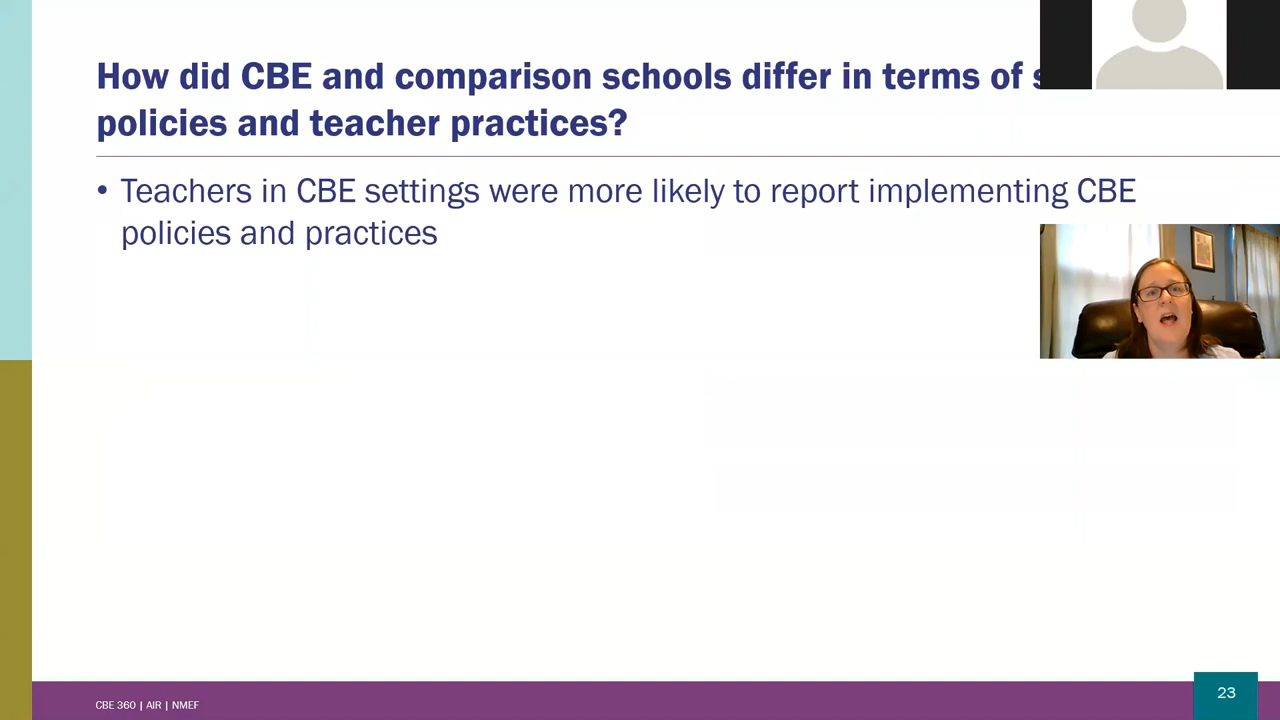 How did CBE and comparison schools differ in terms of
policies and teacher practices?
• Teachers in CBE settings were more likely to report implementing CBE
policies and practices
CBE 360 | AIR | NMEF
23